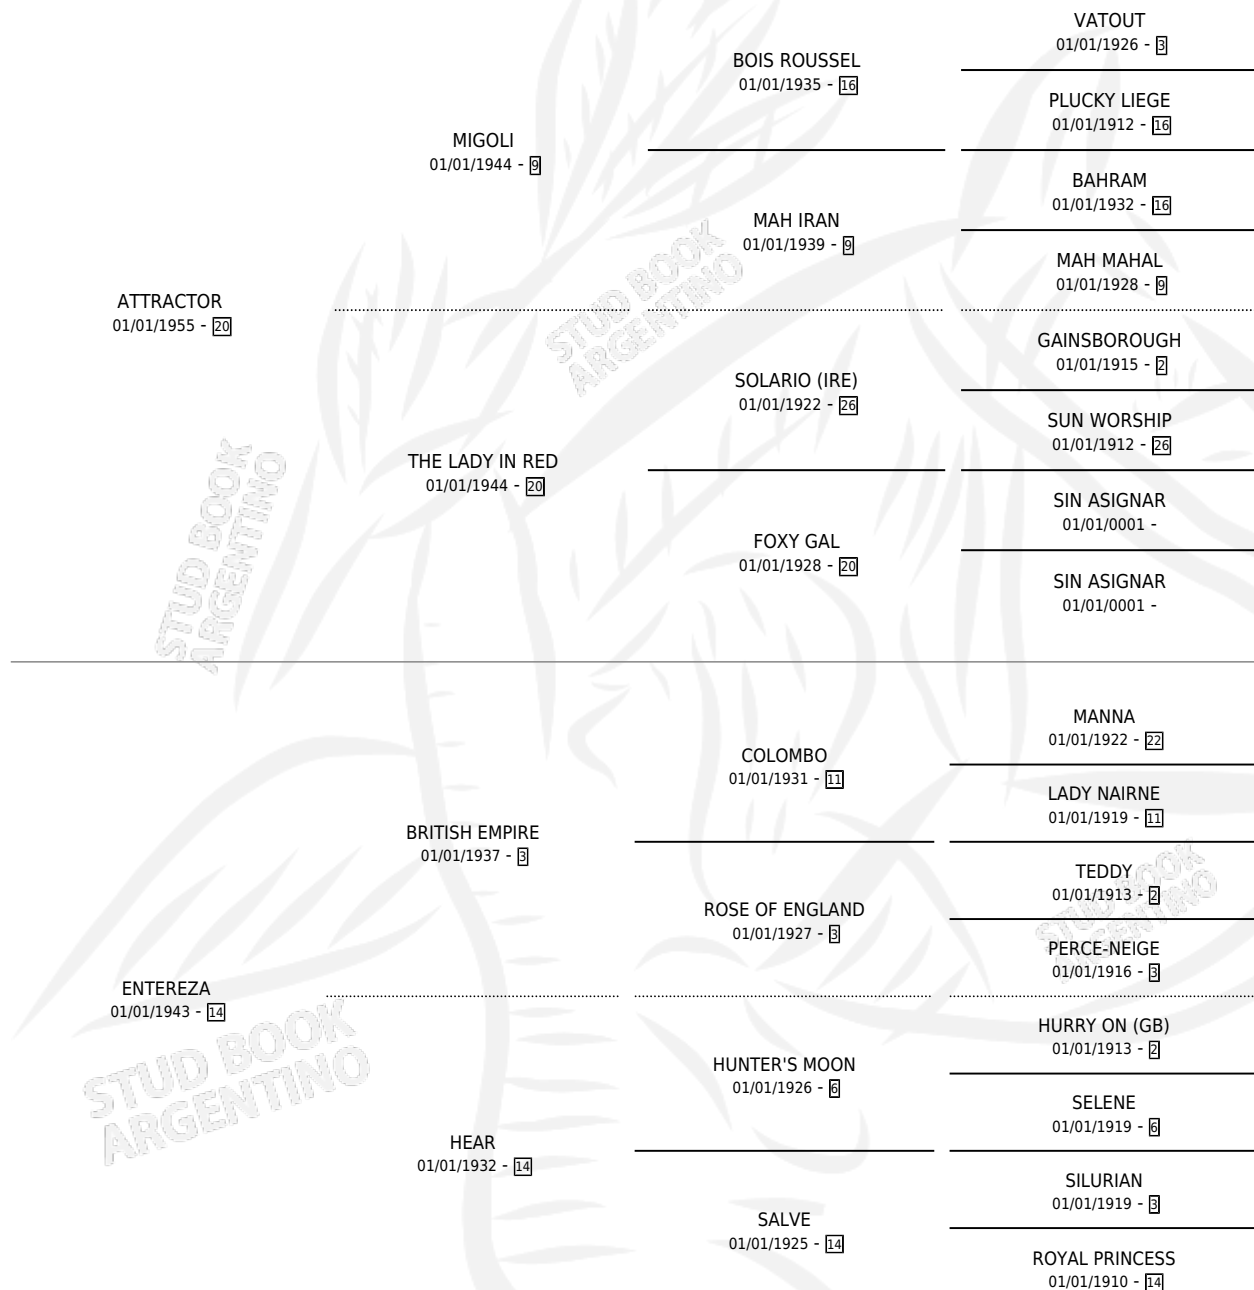 VATOUT
01/01/1926 - 3
BOIS ROUSSEL
01/01/1935 - 16
PLUCKY LIEGE
01/01/1912 - 16
MIGOLI
01/01/1944 - 9
BAHRAM
01/01/1932 - 16
MAH IRAN
01/01/1939 - 9
MAH MAHAL
01/01/1928 - 9
STUD BOOK
ARGENTINO
ATTRACTOR
01/01/1955 - 20
GAINSBOROUGH
01/01/1915 - 2
SOLARIO (IRE)
01/01/1922 - 26
SUN WORSHIP
01/01/1912 - 26
THE LADY IN RED
01/01/1944 - 20
SIN ASIGNAR
01/01/0001 -
FOXY GAL
01/01/1928 - 20
SIN ASIGNAR
01/01/0001 -
STUD BOOK
ARGENTINO
MANNA
01/01/1922 - 22
COLOMBO
01/01/1931 - 11
LADY NAIRNE
01/01/1919 - 11
BRITISH EMPIRE
01/01/1937 - 3
TEDDY
01/01/1913 - 2
STUD BOOK
ARGENTINO
ROSE OF ENGLAND
01/01/1927 - 3
PERCE-NEIGE
01/01/1916 - 3
ENTEREZA
01/01/1943 - 14
HURRY ON (GB)
01/01/1913 - 2
HUNTER'S MOON
01/01/1926 - 6
STUD BOOK
ARGENTINO
SELENE
01/01/1919 - 6
HEAR
01/01/1932 - 14
SILURIAN
01/01/1919 - 3
SALVE
01/01/1925 - 14
ROYAL PRINCESS
01/01/1910 - 14